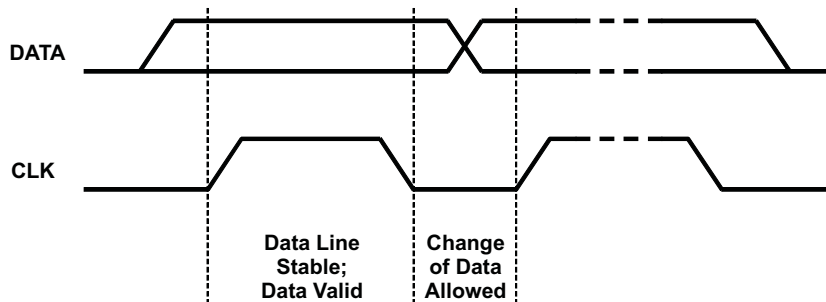 DATA
CLK
Data Line
Stable;
Data Valid
Change
of Data
Allowed